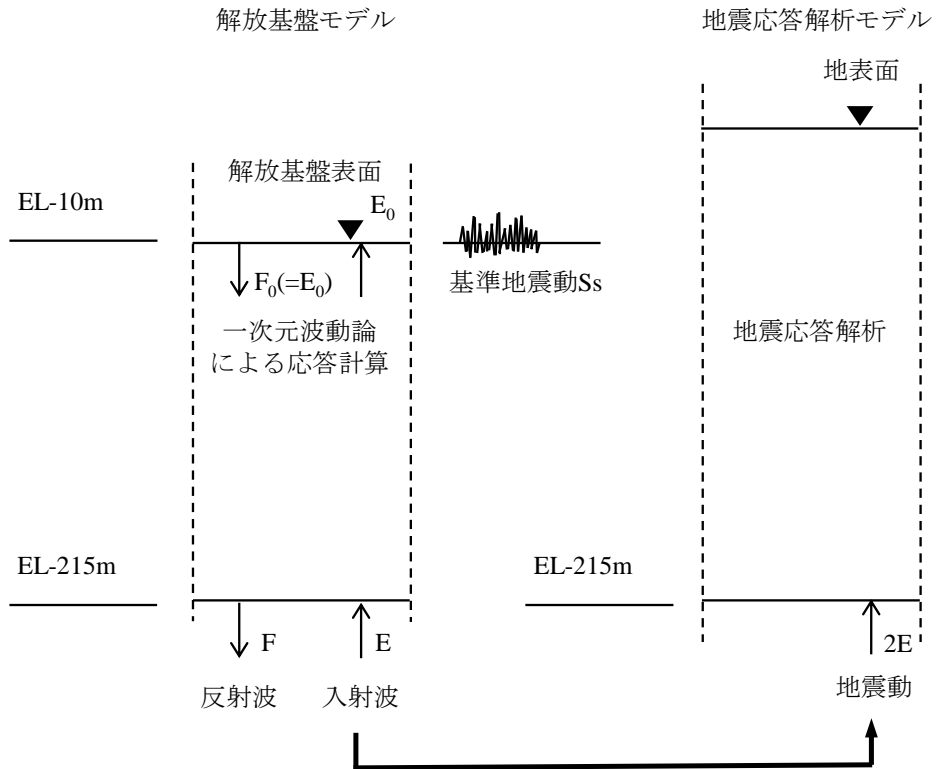 解放基盤モデル
地震応答解析モデル
地表面
解放基盤表面
EL-10m
E₀
F₀(=E₀)
基準地震動Ss
一次元波動論
による応答計算
地震応答解析
EL-215m
EL-215m
F
E
2E
反射波
入射波
地震動